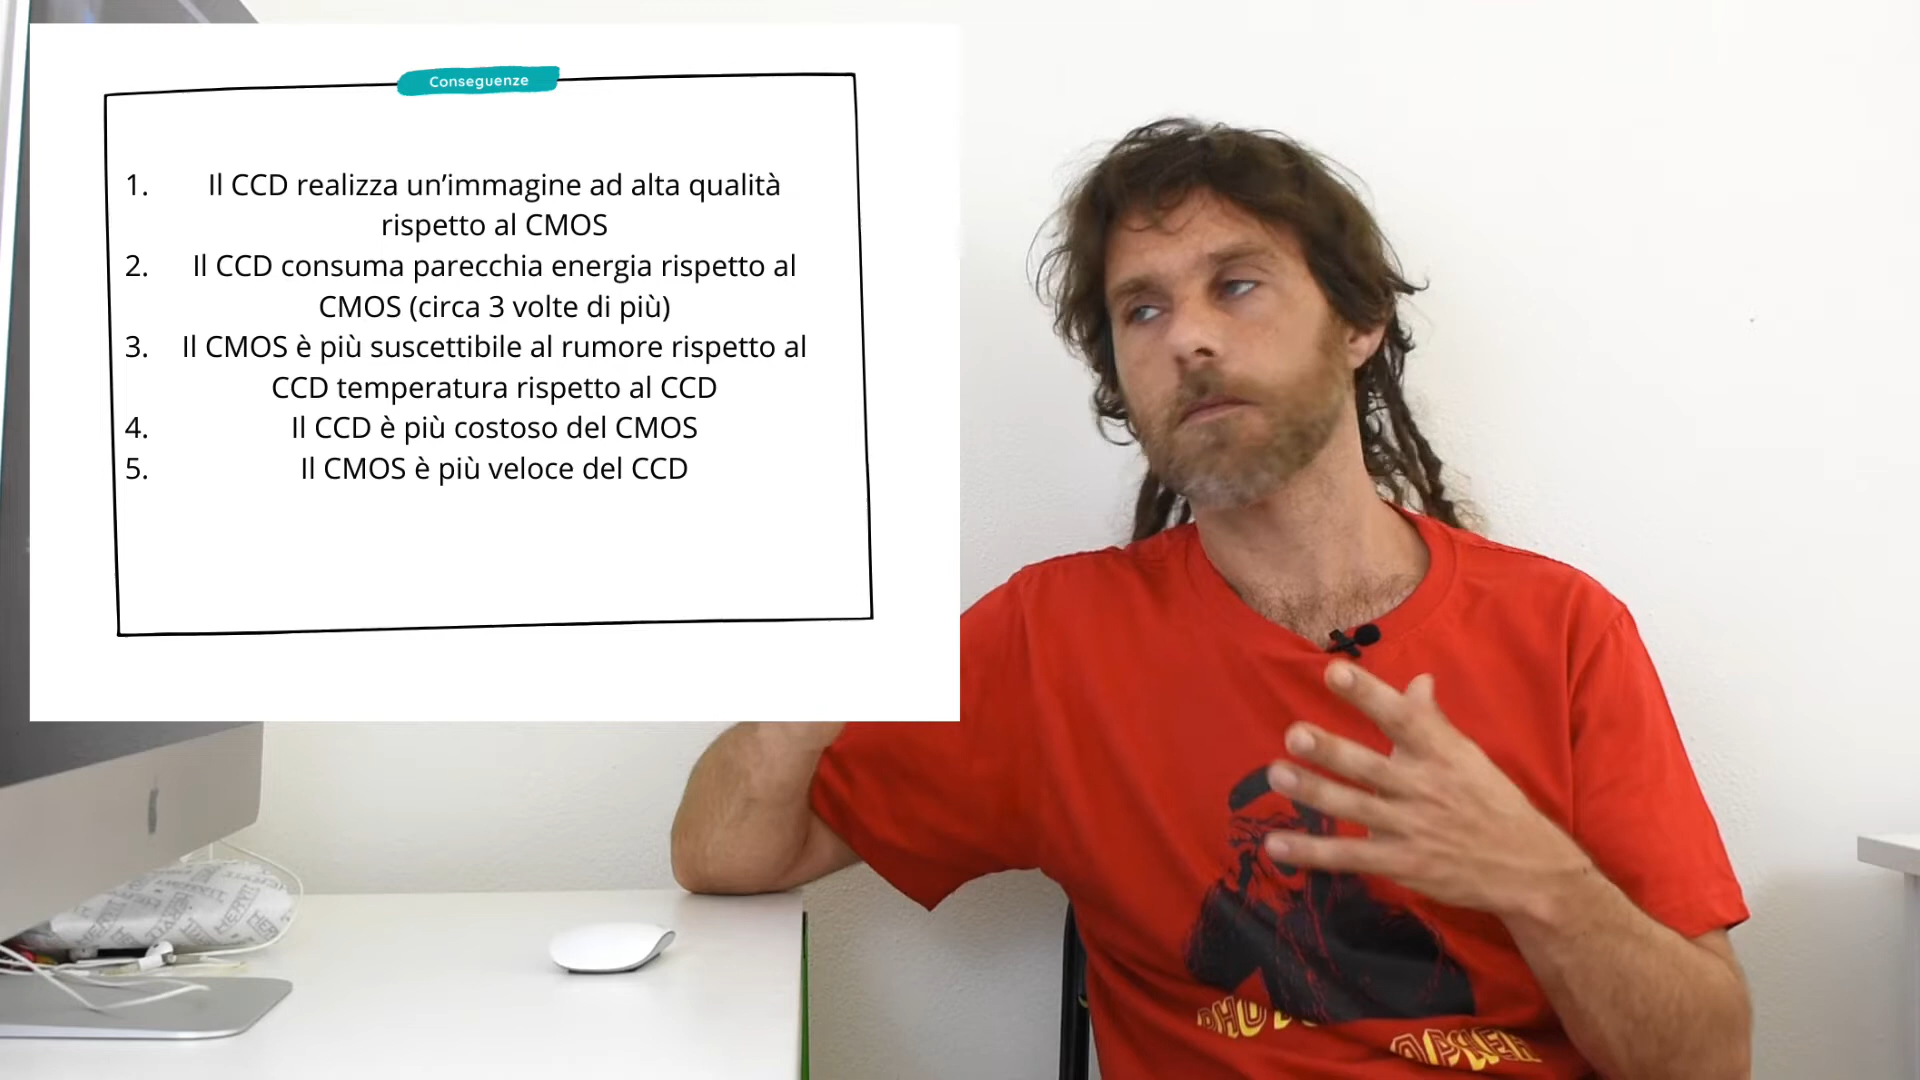 Conseguenze
1. Il CCD realizza un’immagine ad alta qualità
rispetto al CMOS
2. Il CCD consuma parecchia energia rispetto al
CMOS (circa 3 volte di più)
3. Il CMOS è più suscettibile al rumore rispetto al
CCD temperatura rispetto al CCD
4. Il CCD è più costoso del CMOS
5. Il CMOS è più veloce del CCD